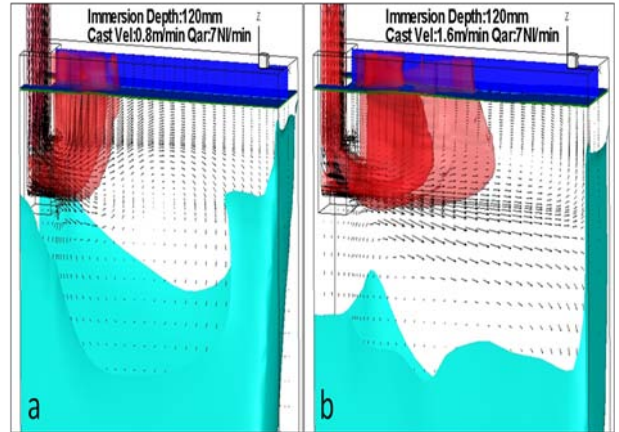 Immersion Depth:120mm
Cast Vel:0.8m/min Qar:7Nl/min
Z
a
Immersion Depth:120mm
Cast Vel:1.6m/min Qar:7Nl/min
Z
b